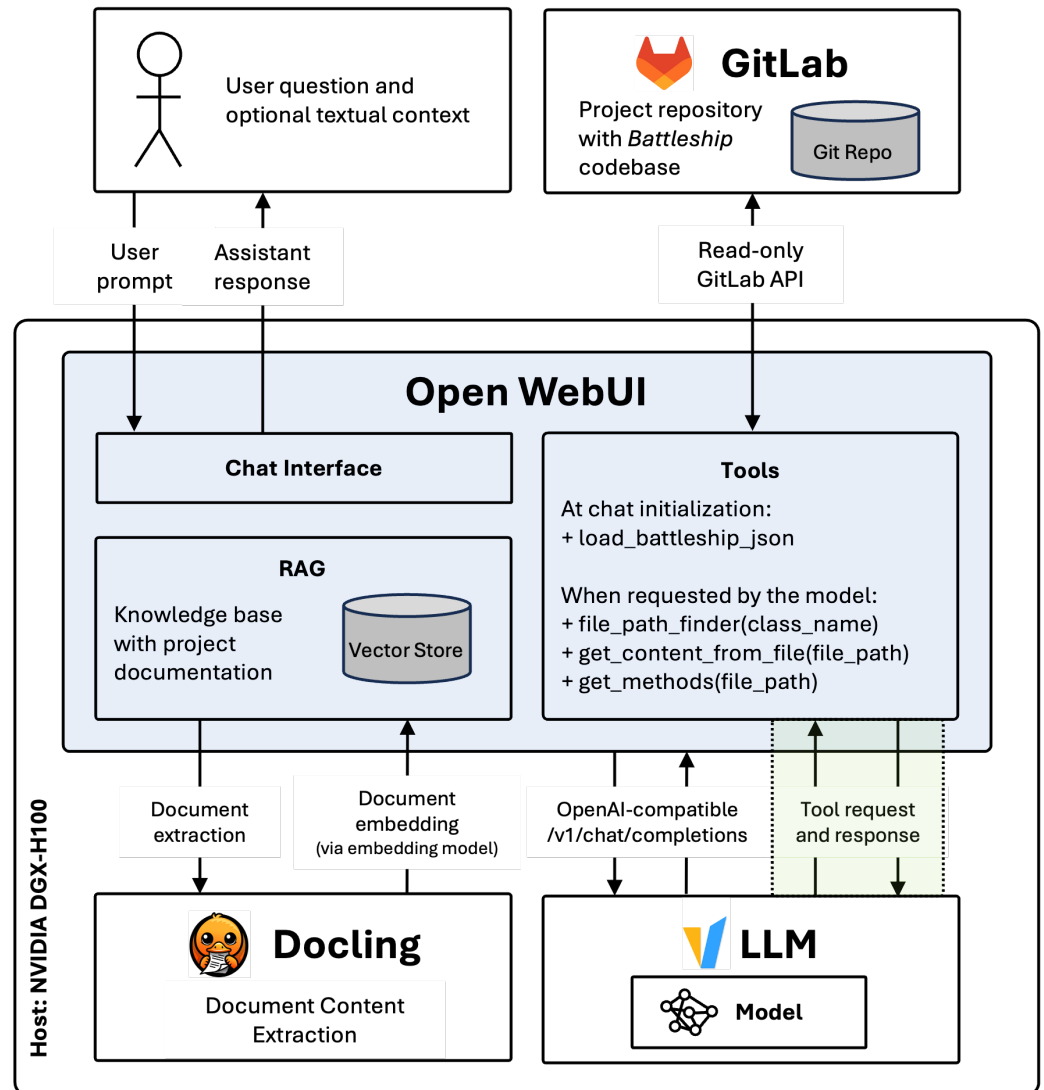 User question and
optional textual context
GitLab
Project repository
with Battleship
codebase
Git Repo
User
prompt
Assistant
response
Read-only
GitLab API
Open WebUI
Chat Interface
RAG
Knowledge base
with project
documentation
Vector Store
Tools
At chat initialization:
+ load_battleship_json
When requested by the model:
+ file_path_finder(class_name)
+ get_content_from_file(file_path)
+ get_methods(file_path)
Document
extraction
Document
embedding
(via embedding model)
OpenAI-compatible
/v1/chat/completions
Tool request
and response
Host: NVIDIA DGX-H100
Docling
Document Content
Extraction
LLM
Model